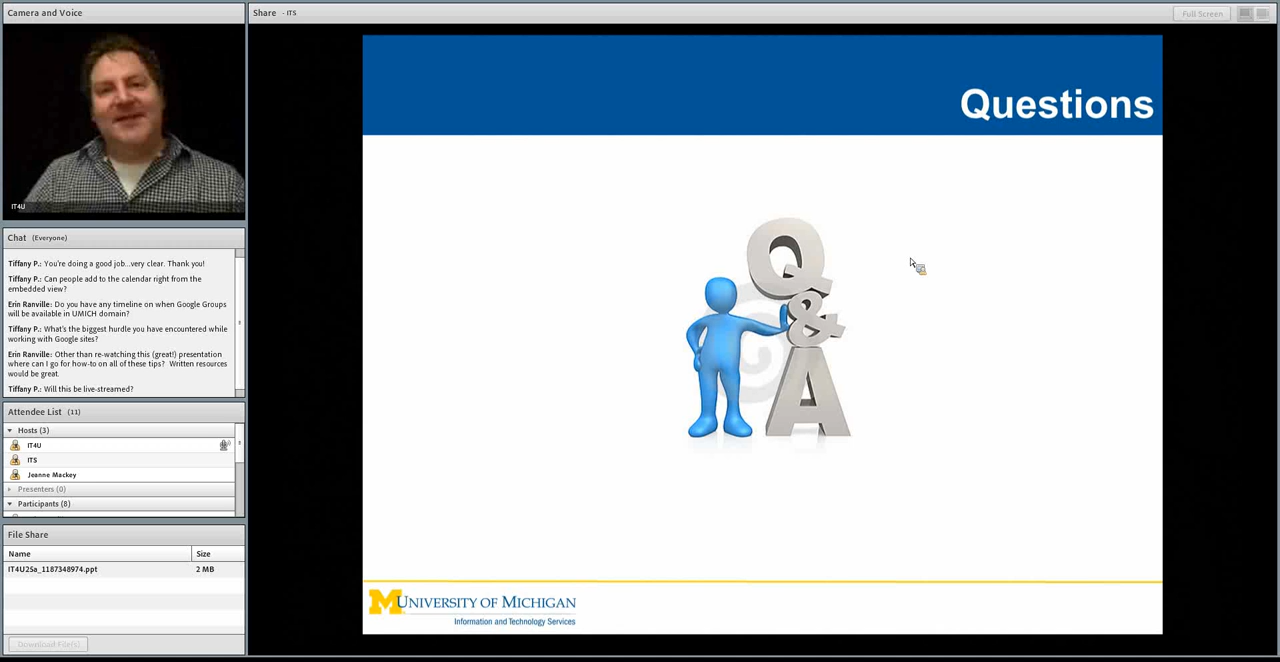 Camera and Voice
Share - ITS
Full Screen
IT4U
Chat (Everyone)
Tiffany P.: You're doing a good job...very clear. Thank you!
Tiffany P.: Can people add to the calendar right from the
embedded view?
Erin Ranville: Do you have any timeline on when Google Groups
will be available in UMICH domain?
Tiffany P.: What's the biggest hurdle you have encountered while
working with Google sites?
Erin Ranville: Other than re-watching this (great!) presentation
where can I go for how-to on all of these tips? Written resources
would be great.
Tiffany P.: Will this be live-streamed?
Attendee List (11)
Hosts (3)
IT4U
ITS
Jeanne Mackey
Presenters (0)
Participants (8)
File Share
Name Size
IT4U25a_1187348974.ppt 2 MB
Download File(s)
Questions
Q
&
A
M UNIVERSITY OF MICHIGAN
Information and Technology Services